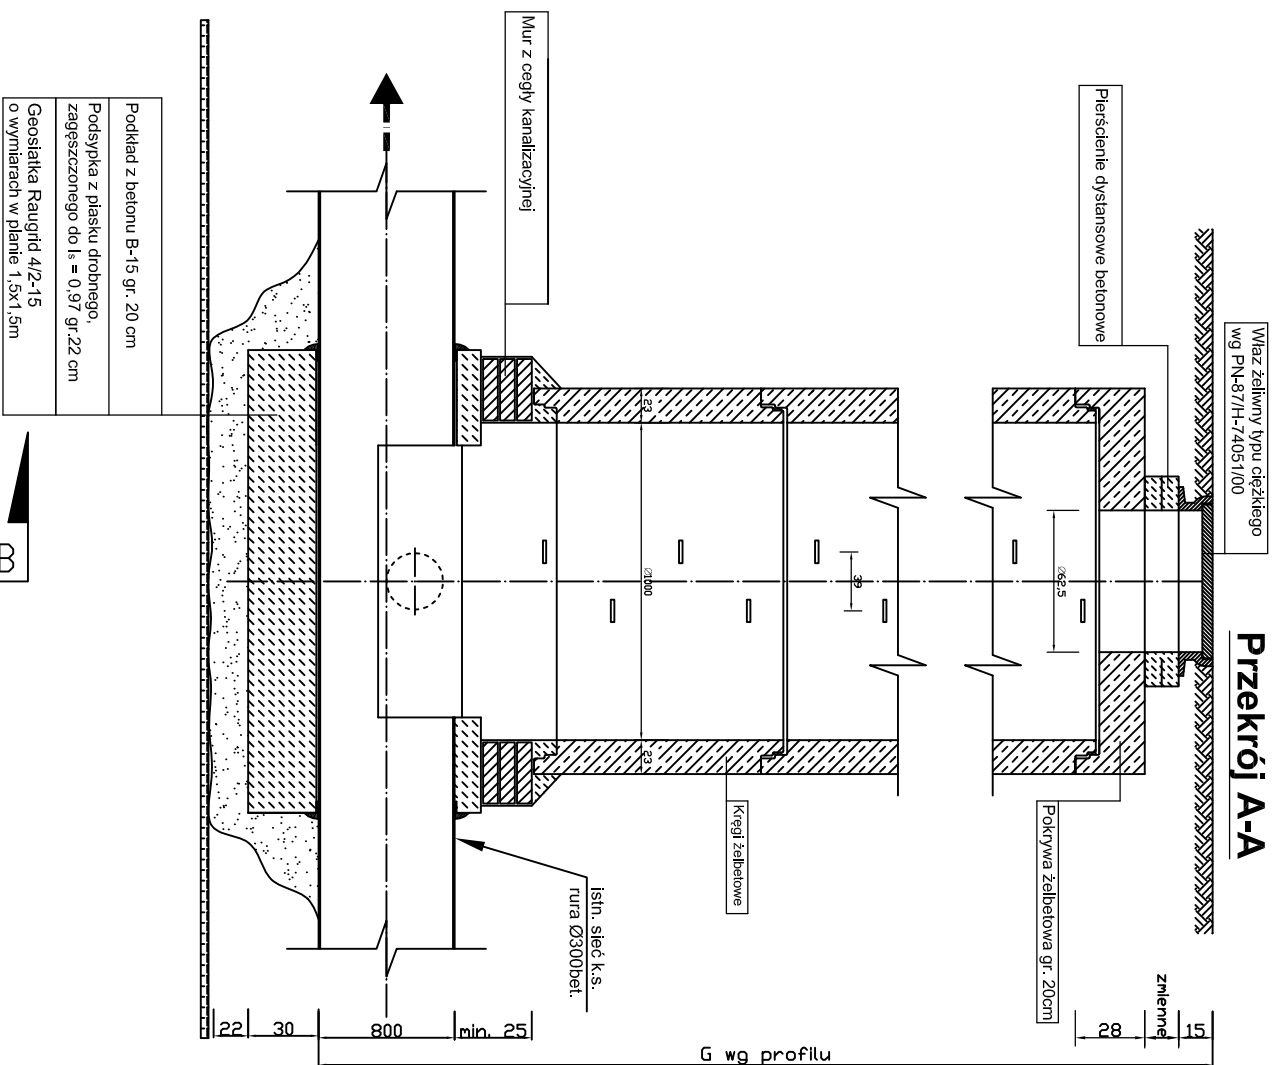 Przekrój A-A
Właz żeliwny typu ciężkiego
wg PN-87/H-74051/00
Pierścienie dystansowe betonowe
Pokrywa żelbetowa gr. 20cm
Ø62,5
39
Ø1000
23
23
Kręgi żelbetowe
Mur z cegły kanalizacyjnej
istn. sieć k.s.
rura Ø300bet.
Podkład z betonu B-15 gr. 20 cm
Podsypka z piasku drobnego,
zagęszczonego do Is = 0,97 gr.22 cm
Geosiatka Raugrid 4/2-15
o wymiarach w planie 1,5x1,5m
15
zmienne
28
min. 25
800
30
22
G wg profilu
B